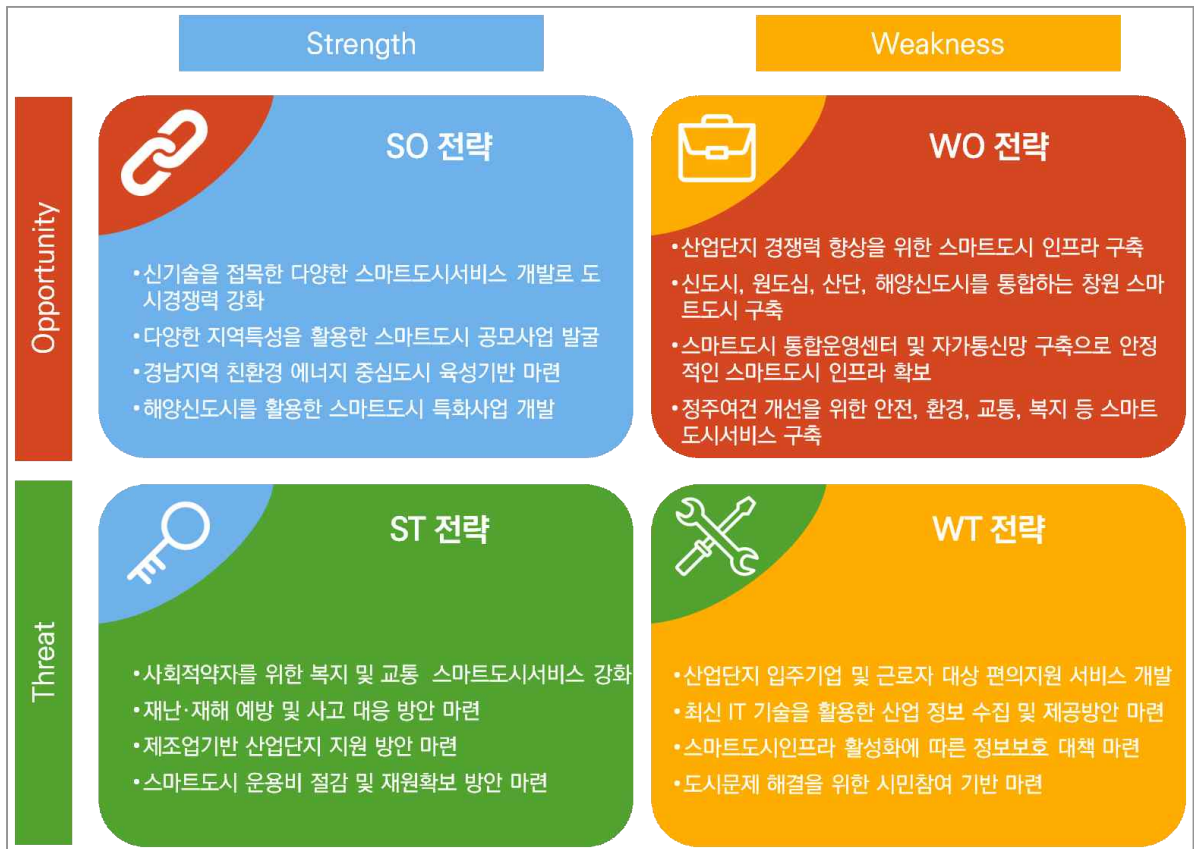 Strength
Weakness
Opportunity
SO 전략
•신기술을 접목한 다양한 스마트도시서비스 개발로 도
시경쟁력 강화
•다양한 지역특성을 활용한 스마트도시 공모사업 발굴
•경남지역 친환경 에너지 중심도시 육성기반 마련
•해양신도시를 활용한 스마트도시 특화사업 개발
WO 전략
•산업단지 경쟁력 향상을 위한 스마트도시 인프라 구축
•신도시, 원도심, 산단, 해양신도시를 통합하는 창원 스마
트도시 구축
•스마트도시 통합운영센터 및 자가통신망 구축으로 안정
적인 스마트도시 인프라 확보
•정주여건 개선을 위한 안전, 환경, 교통, 복지 등 스마트
도시서비스 구축
Threat
ST 전략
•사회적약자를 위한 복지 및 교통 스마트도시서비스 강화
•재난·재해 예방 및 사고 대응 방안 마련
•제조업기반 산업단지 지원 방안 마련
•스마트도시 운용비 절감 및 재원확보 방안 마련
WT 전략
•산업단지 입주기업 및 근로자 대상 편의지원 서비스 개발
•최신 IT 기술을 활용한 산업 정보 수집 및 제공방안 마련
•스마트도시인프라 활성화에 따른 정보보호 대책 마련
•도시문제 해결을 위한 시민참여 기반 마련